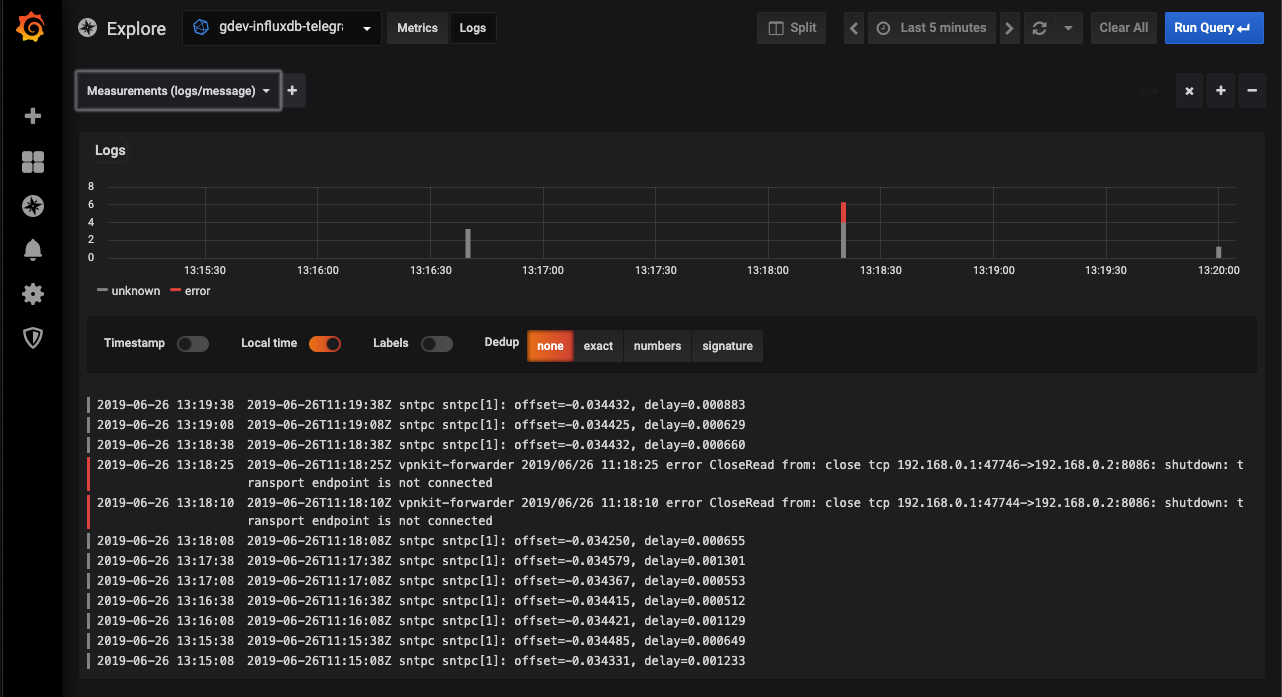 Explore
gdev-influxdb-telegra
Metrics
Logs
Split
Last 5 minutes
Clear All
Run Query
Measurements (logs/message)
Logs
8
6
4
2
0
13:15:30 13:16:00 13:16:30 13:17:00 13:17:30 13:18:00 13:18:30 13:19:00 13:19:30 13:20:00
unknown error
Timestamp Local time Labels Dedup none exact numbers signature
2019-06-26 13:19:38 2019-06-26T11:19:38Z sntpc sntpc[1]: offset=-0.034432, delay=0.000883
2019-06-26 13:19:08 2019-06-26T11:19:08Z sntpc sntpc[1]: offset=-0.034425, delay=0.000629
2019-06-26 13:18:38 2019-06-26T11:18:38Z sntpc sntpc[1]: offset=-0.034432, delay=0.000660
2019-06-26 13:18:25 2019-06-26T11:18:25Z vpnkit-forwarder 2019/06/26 11:18:25 error CloseRead from: close tcp 192.168.0.1:47746->192.168.0.2:8086: shutdown: t
ransport endpoint is not connected
2019-06-26 13:18:10 2019-06-26T11:18:10Z vpnkit-forwarder 2019/06/26 11:18:10 error CloseRead from: close tcp 192.168.0.1:47744->192.168.0.2:8086: shutdown: t
ransport endpoint is not connected
2019-06-26 13:18:08 2019-06-26T11:18:08Z sntpc sntpc[1]: offset=-0.034250, delay=0.000655
2019-06-26 13:17:38 2019-06-26T11:17:38Z sntpc sntpc[1]: offset=-0.034579, delay=0.001301
2019-06-26 13:17:08 2019-06-26T11:17:08Z sntpc sntpc[1]: offset=-0.034367, delay=0.000553
2019-06-26 13:16:38 2019-06-26T11:16:38Z sntpc sntpc[1]: offset=-0.034415, delay=0.000512
2019-06-26 13:16:08 2019-06-26T11:16:08Z sntpc sntpc[1]: offset=-0.034421, delay=0.001129
2019-06-26 13:15:38 2019-06-26T11:15:38Z sntpc sntpc[1]: offset=-0.034485, delay=0.000649
2019-06-26 13:15:08 2019-06-26T11:15:08Z sntpc sntpc[1]: offset=-0.034331, delay=0.001233